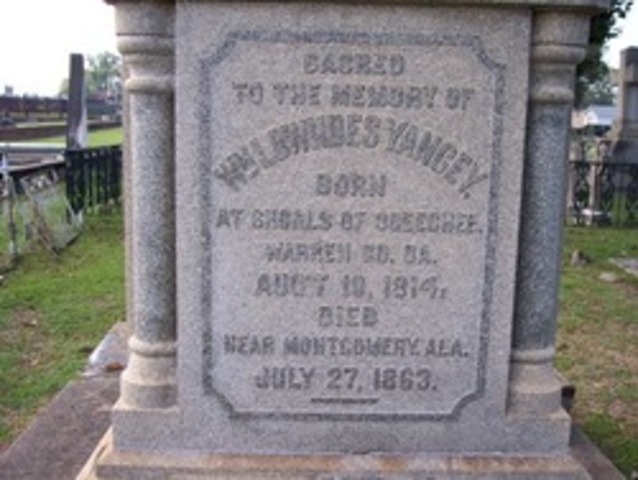 SACRED
TO THE MEMORY OF
WM LOWNDES YANCEY.
BORN
AT SHOALS OF OGEECHEE.
WARREN CO. GA.
AUG'T 10, 1814,
DIED
NEAR MONTGOMERY, ALA.
JULY 27, 1863.